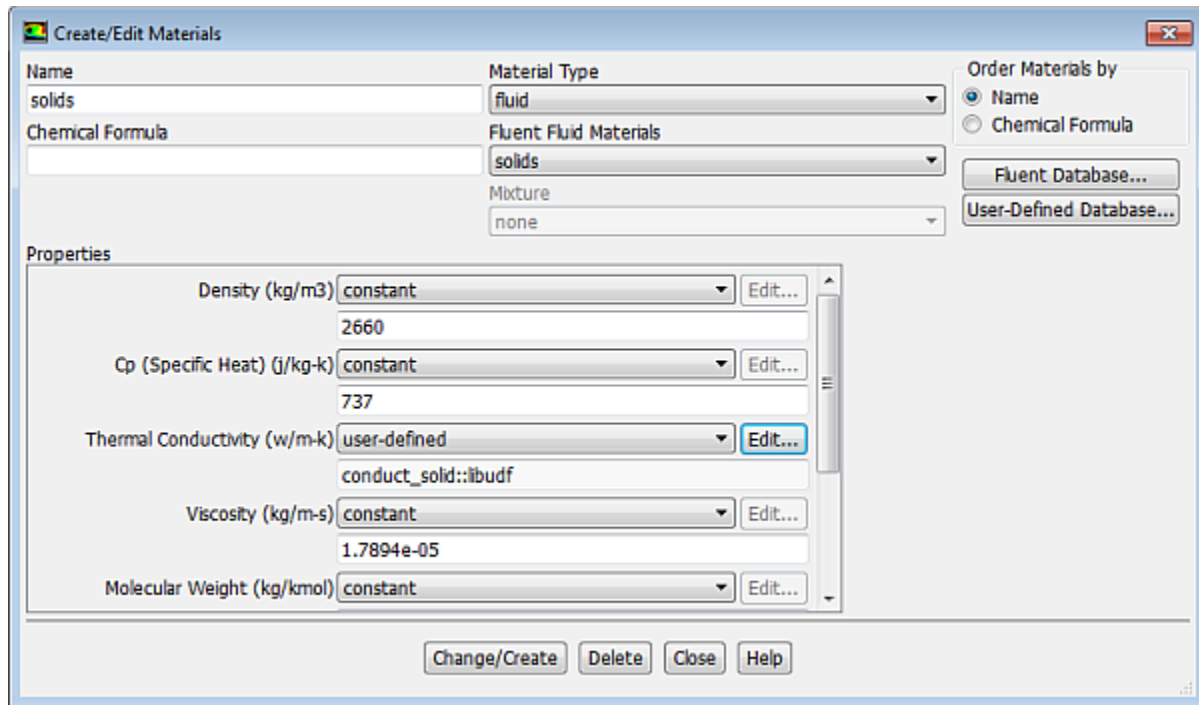 Create/Edit Materials
Name
solids
Chemical Formula
Material Type
fluid
Fluent Fluid Materials
solids
Mixture
none
Order Materials by
Name
Chemical Formula
Fluent Database...
User-Defined Database...
Properties
Density (kg/m3) constant Edit...
2660
Cp (Specific Heat) (j/kg-k) constant Edit...
737
Thermal Conductivity (w/m-k) user-defined Edit...
conduct_solid::libudf
Viscosity (kg/m-s) constant Edit...
1.7894e-05
Molecular Weight (kg/kmol) constant Edit...
Change/Create Delete Close Help